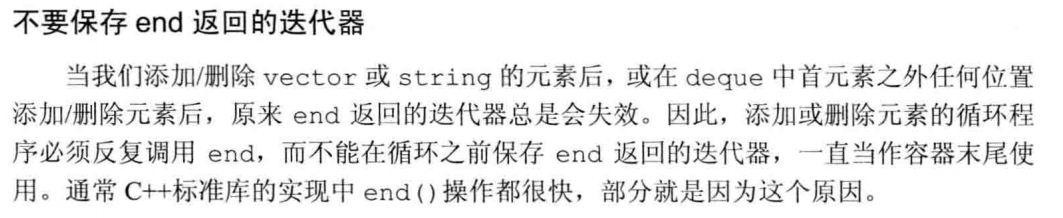 不要保存 end 返回的迭代器
当我们添加/删除 vector 或 string 的元素后，或在 deque 中首元素之外任何位置
添加/删除元素后，原来 end 返回的迭代器总是会失效。因此，添加或删除元素的循环程
序必须反复调用 end，而不能在循环之前保存 end 返回的迭代器，一直当作容器末尾使
用。通常 C++标准库的实现中 end()操作都很快，部分就是因为这个原因。